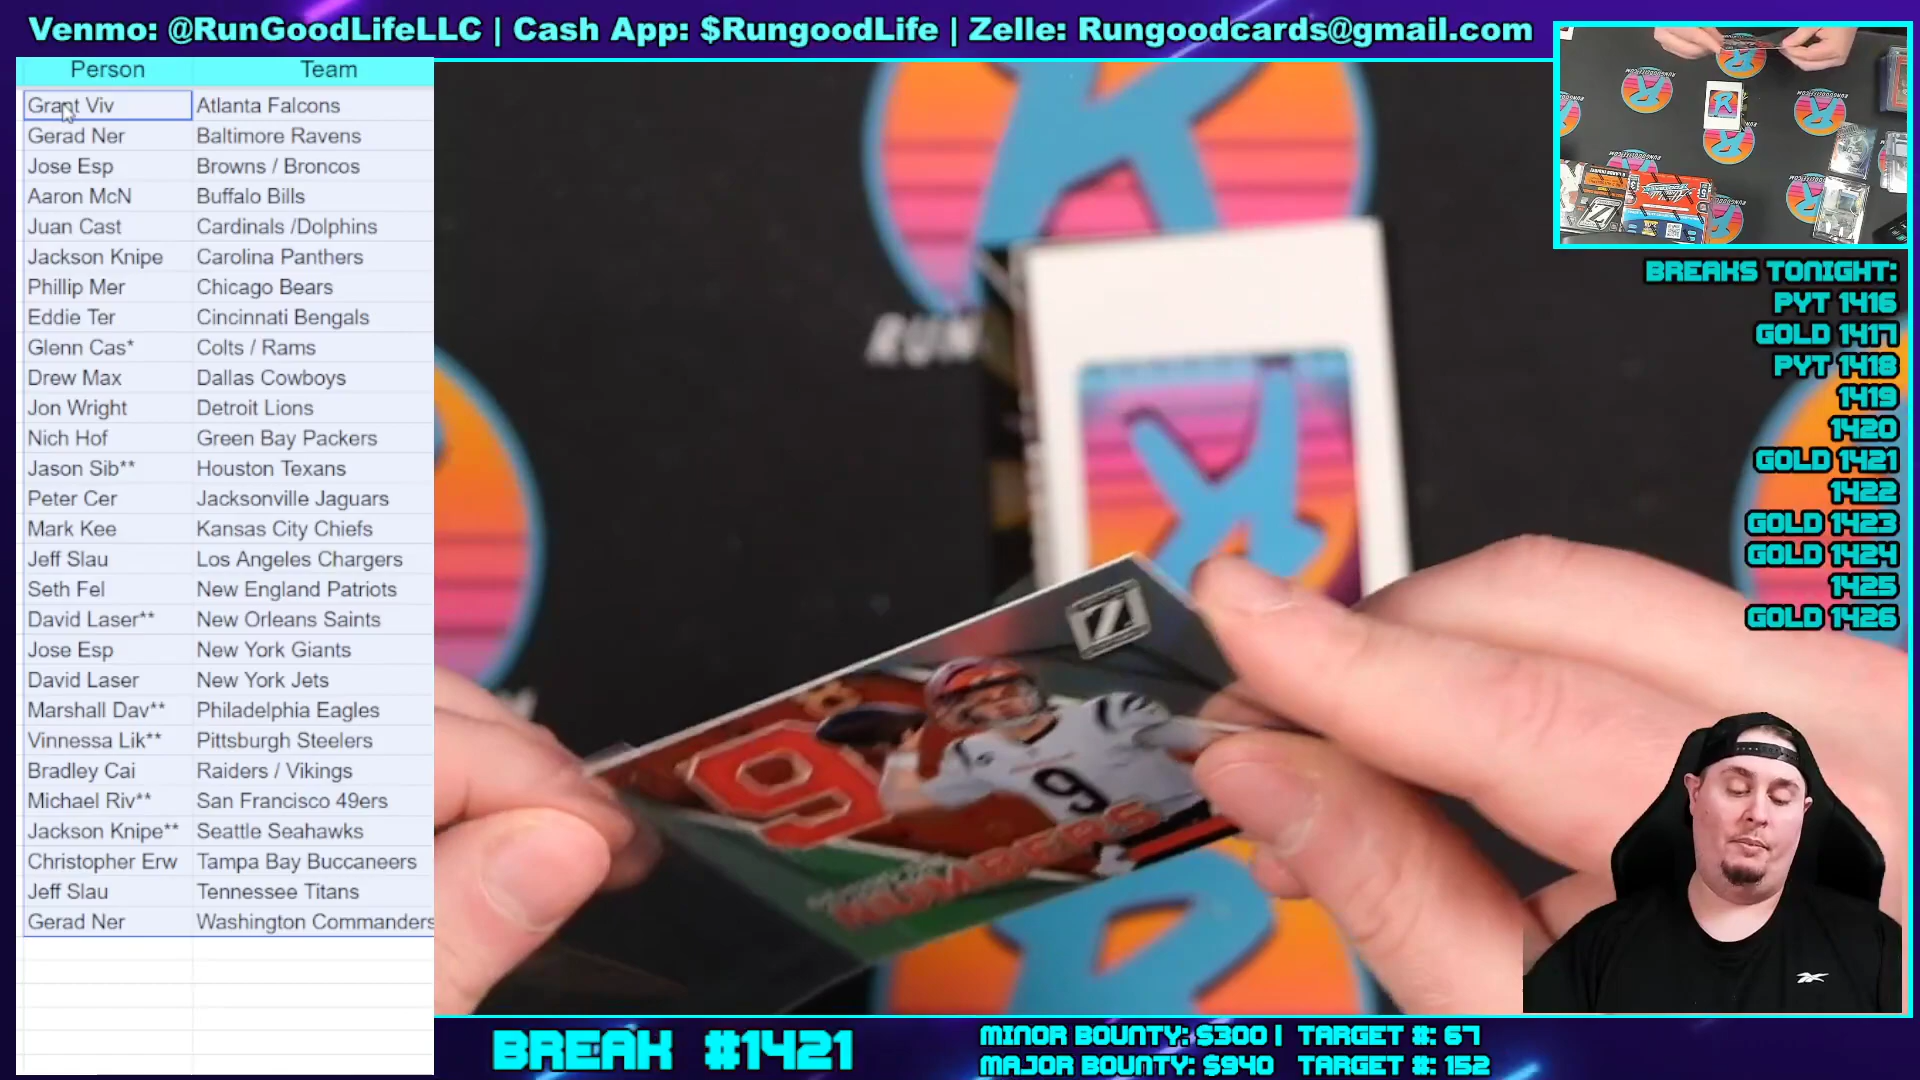 Venmo: @RunGoodLifeLLC | Cash App: $RungoodLife | Zelle: Rungoodcards@gmail.com
Person Team
Grant Viv Atlanta Falcons
Gerad Ner Baltimore Ravens
Jose Esp Browns / Broncos
Aaron McN Buffalo Bills
Juan Cast Cardinals /Dolphins
Jackson Knipe Carolina Panthers
Phillip Mer Chicago Bears
Eddie Ter Cincinnati Bengals
Glenn Cas* Colts / Rams
Drew Max Dallas Cowboys
Jon Wright Detroit Lions
Nich Hof Green Bay Packers
Jason Sib** Houston Texans
Peter Cer Jacksonville Jaguars
Mark Kee Kansas City Chiefs
Jeff Slau Los Angeles Chargers
Seth Fel New England Patriots
David Laser** New Orleans Saints
Jose Esp New York Giants
David Laser New York Jets
Marshall Dav** Philadelphia Eagles
Vinnessa Lik** Pittsburgh Steelers
Bradley Cai Raiders / Vikings
Michael Riv** San Francisco 49ers
Jackson Knipe** Seattle Seahawks
Christopher Erw Tampa Bay Buccaneers
Jeff Slau Tennessee Titans
Gerad Ner Washington Commanders
RUN
R
Z
9
9
NUMBERS
BREAKS TONIGHT:
PYT 1416
GOLD 1417
PYT 1418
1419
1420
GOLD 1421
1422
GOLD 1423
GOLD 1424
1425
GOLD 1426
BREAK #1421
MINOR BOUNTY: $300 | TARGET #: 67
MAJOR BOUNTY: $940 TARGET #: 152